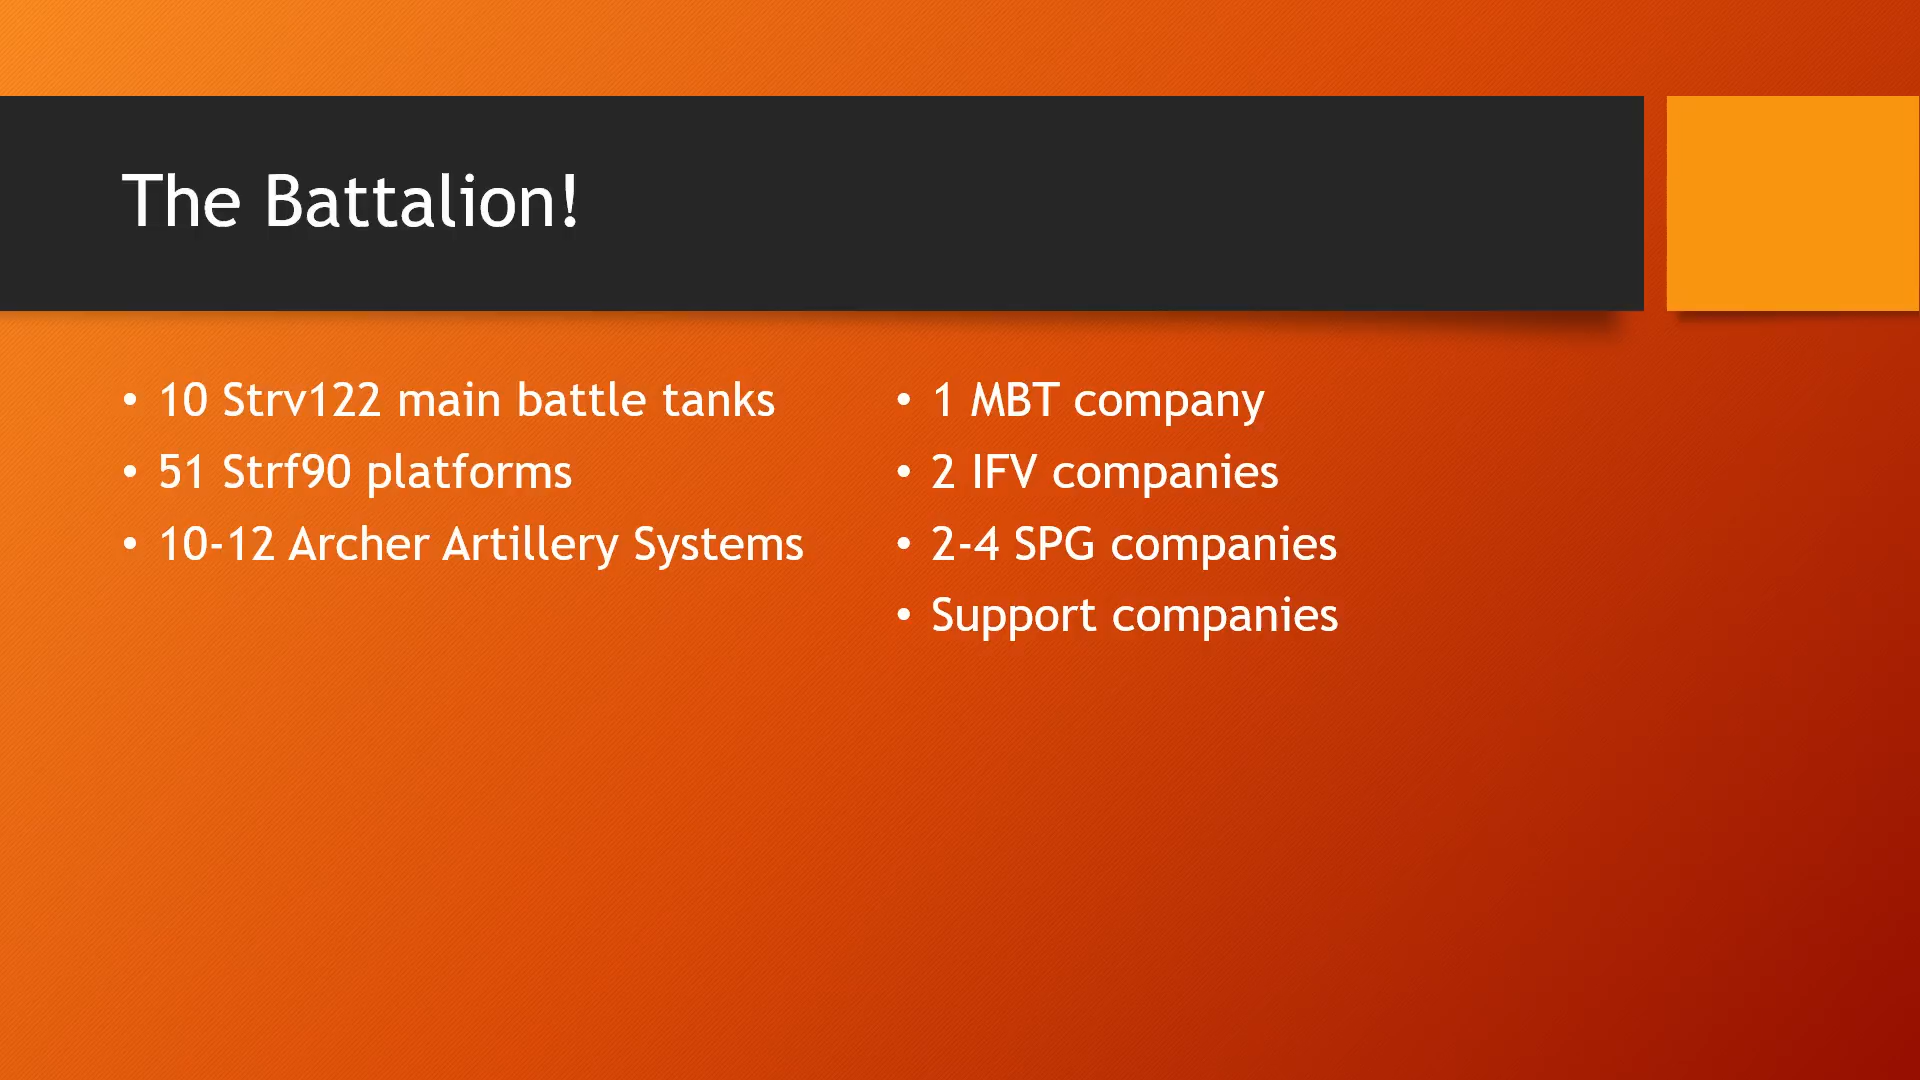 The Battalion!
• 10 Strv122 main battle tanks
• 51 Strf90 platforms
• 10-12 Archer Artillery Systems
• 1 MBT company
• 2 IFV companies
• 2-4 SPG companies
• Support companies